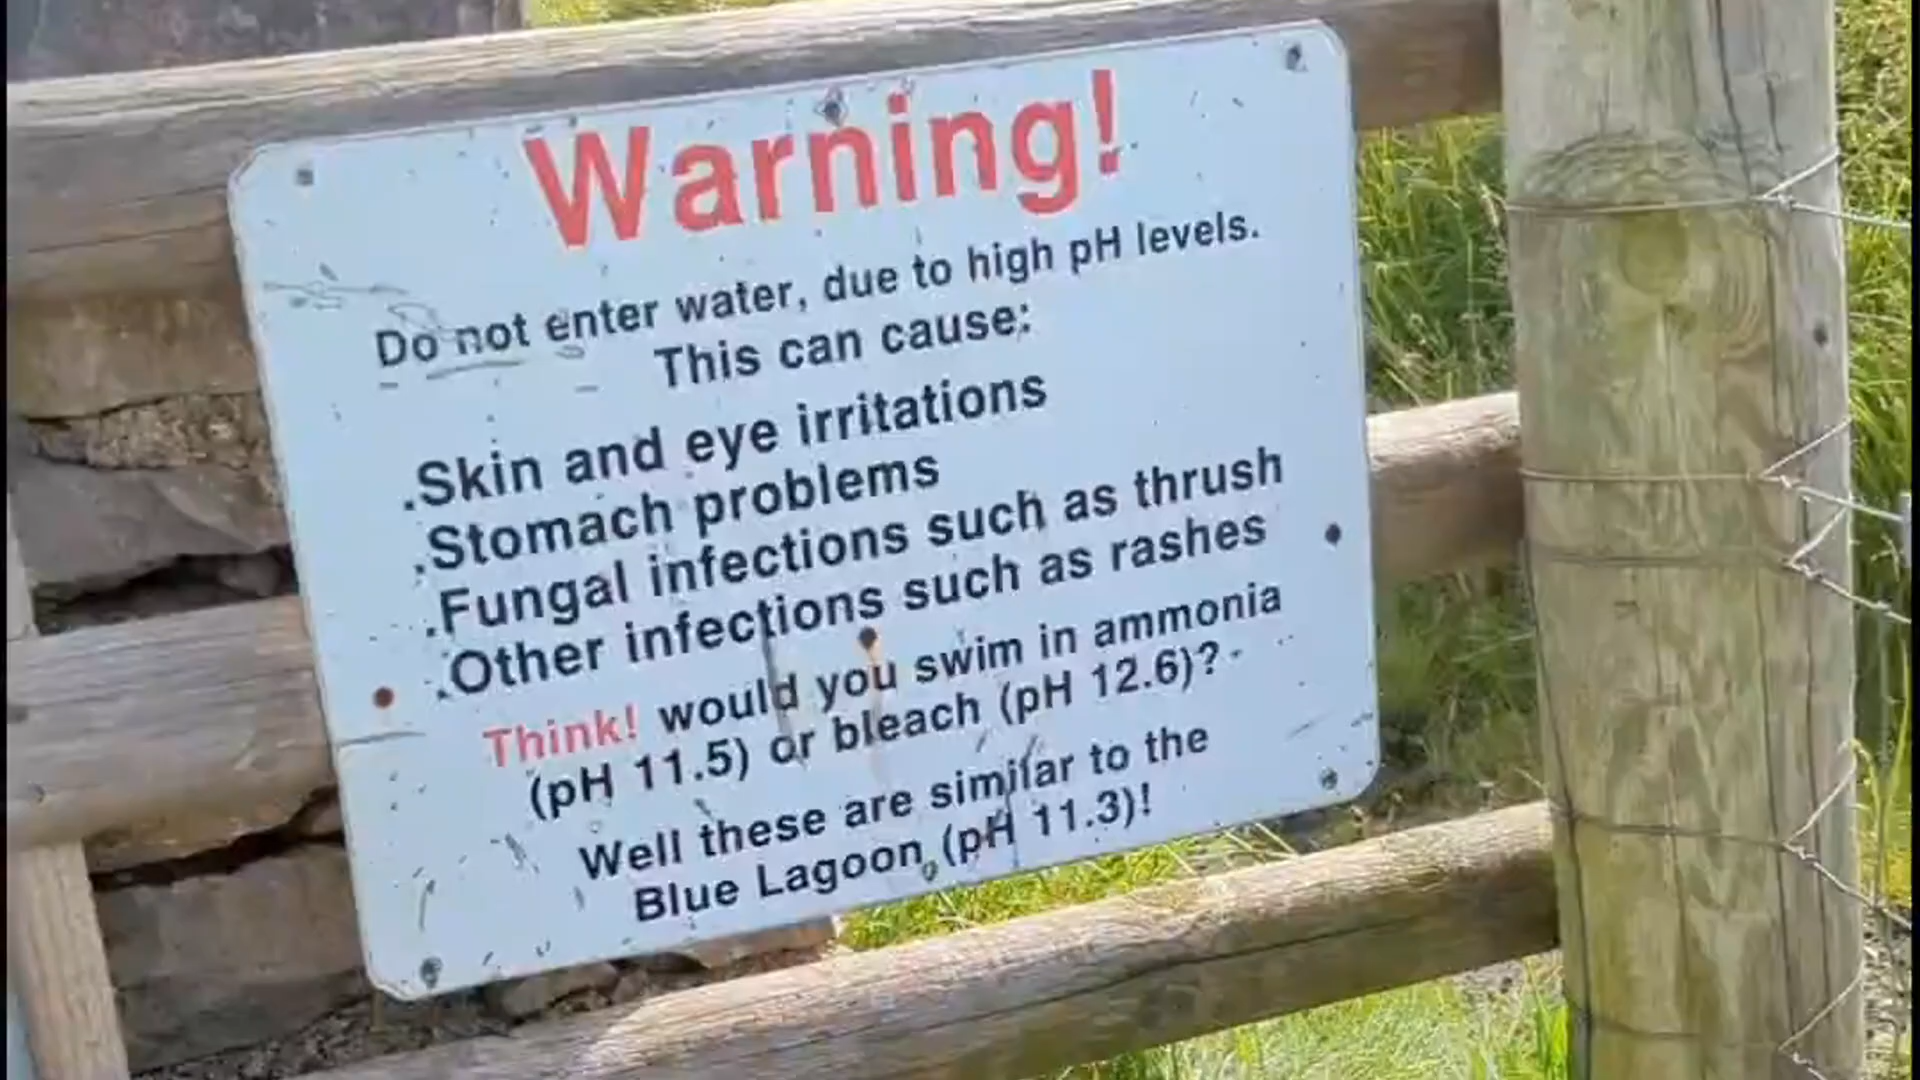 Warning!
Do not enter water, due to high pH levels.
This can cause:
.Skin and eye irritations
.Stomach problems
.Fungal infections such as thrush
.Other infections such as rashes
Think! would you swim in ammonia
(pH 11.5) or bleach (pH 12.6)?
Well these are similar to the
Blue Lagoon (pH 11.3)!